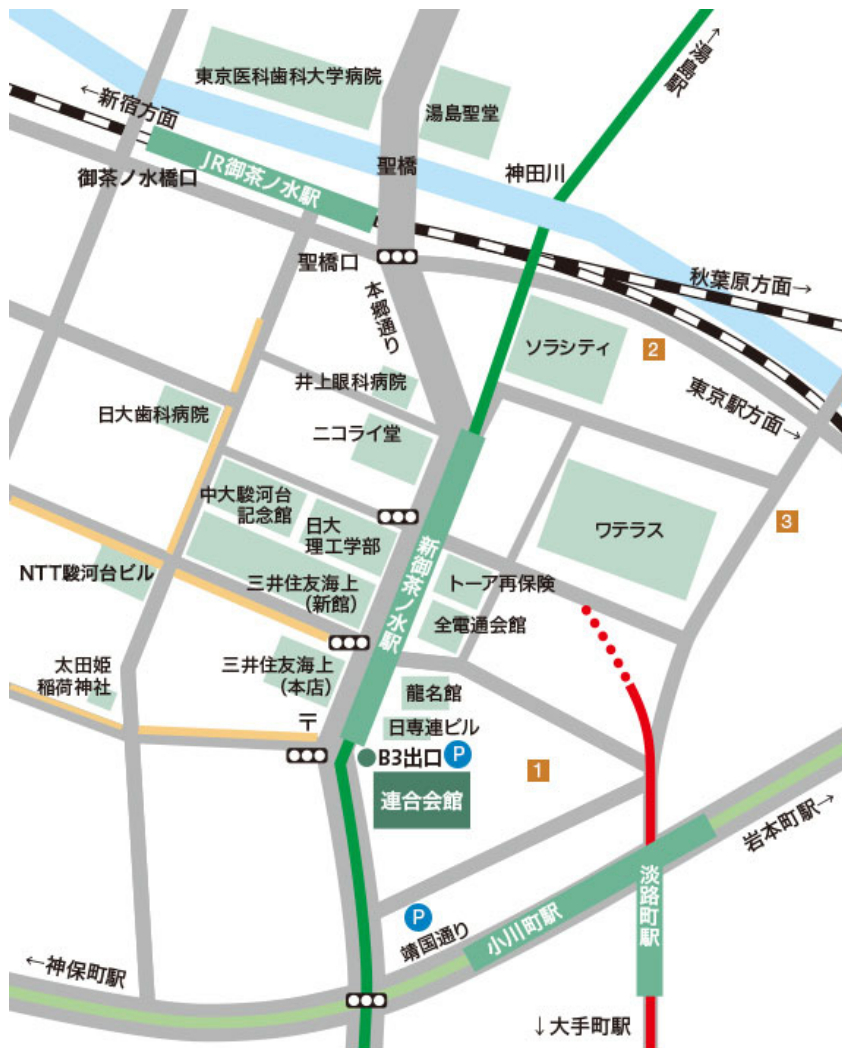 東京医科歯科大学病院
湯島聖堂
→湯島駅
←新宿方面
JR御茶ノ水駅
聖橋
神田川
御茶ノ水橋口
聖橋口
本郷通り
秋葉原方面→
ソラシティ
2
井上眼科病院
東京駅方面→
日大歯科病院
ニコライ堂
中大駿河台
記念館
日大
理工学部
新御茶ノ水駅
ワテラス
3
NTT駿河台ビル
三井住友海上
(新館)
トーア再保険
全電通会館
太田姫
稲荷神社
三井住友海上
(本店)
龍名館
〒
日専連ビル
B3出口
P
1
連合会館
岩本町駅→
淡路町駅
P
靖国通り
小川町駅
←神保町駅
↓大手町駅